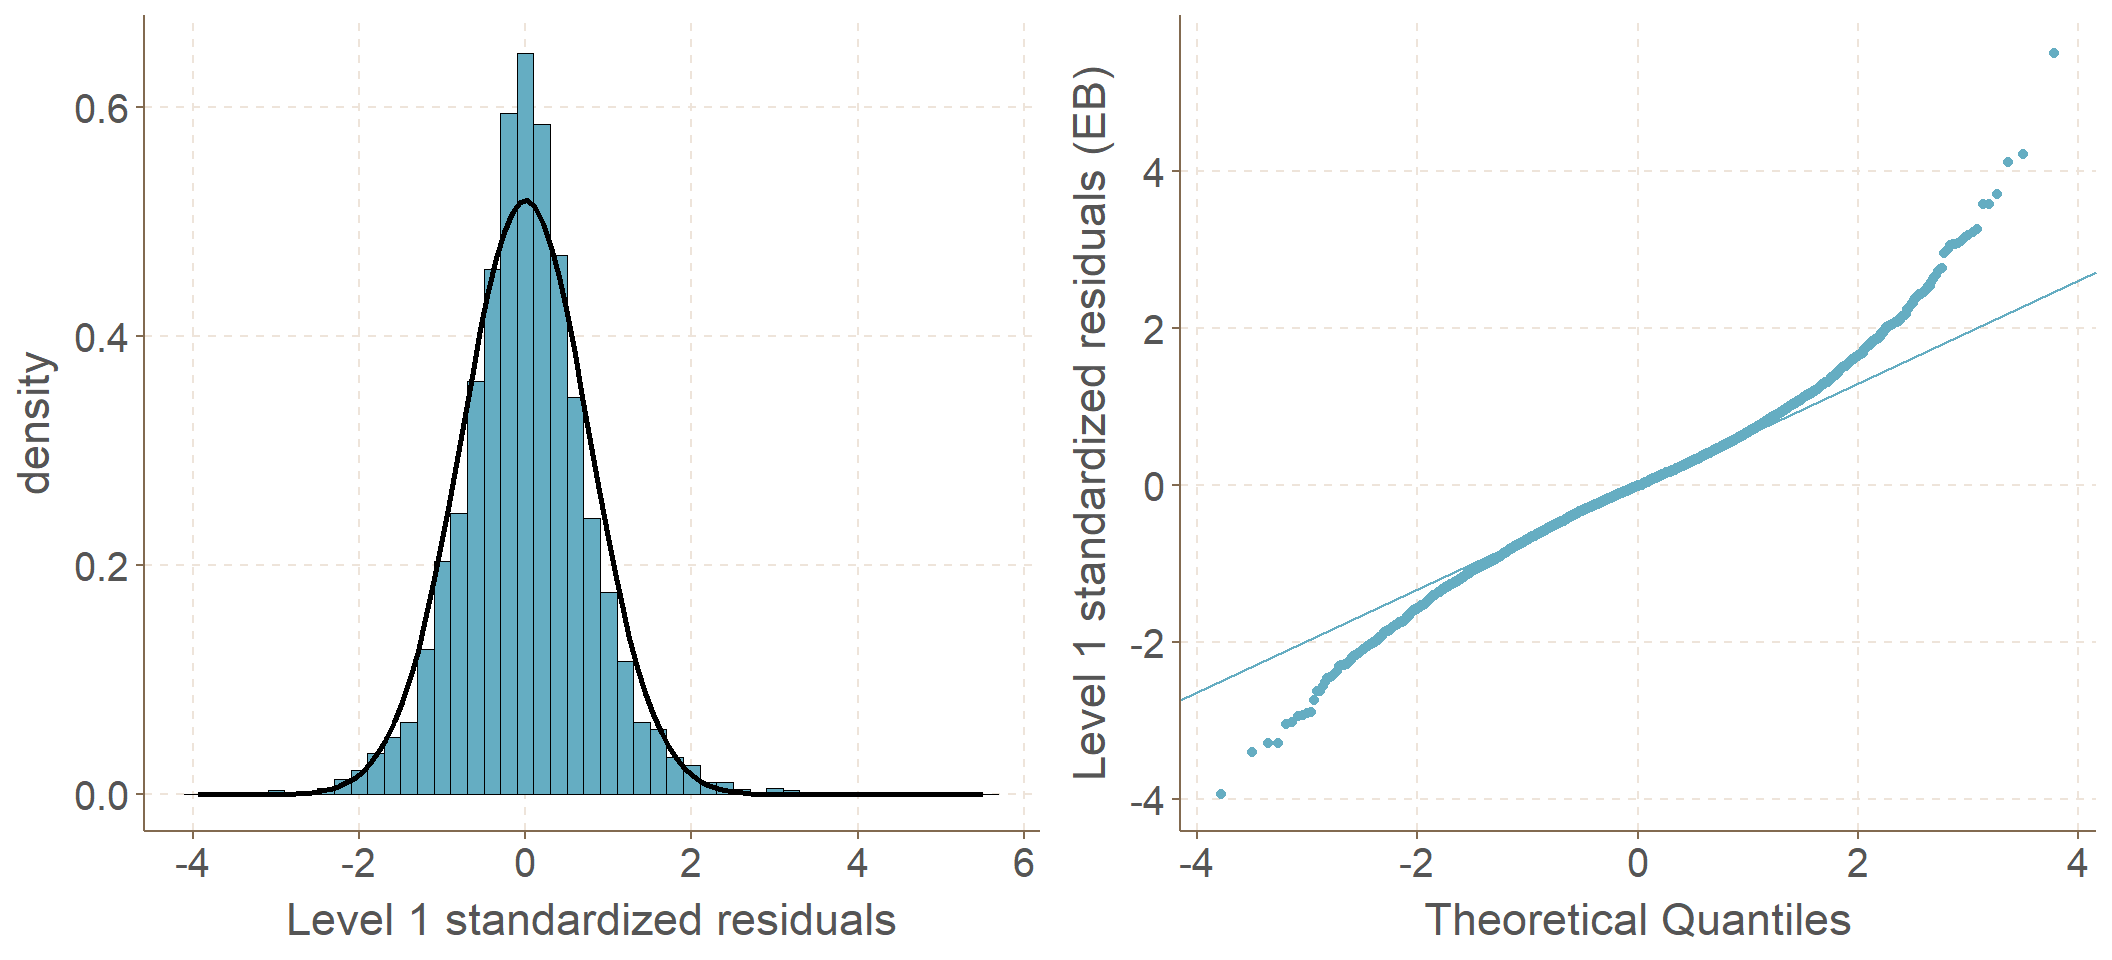 density
0.6
0.4
0.2
0.0
-4 -2 0 2 4 6
Level 1 standardized residuals
Level 1 standardized residuals (EB)
4
2
0
-2
-4
-4 -2 0 2 4
Theoretical Quantiles